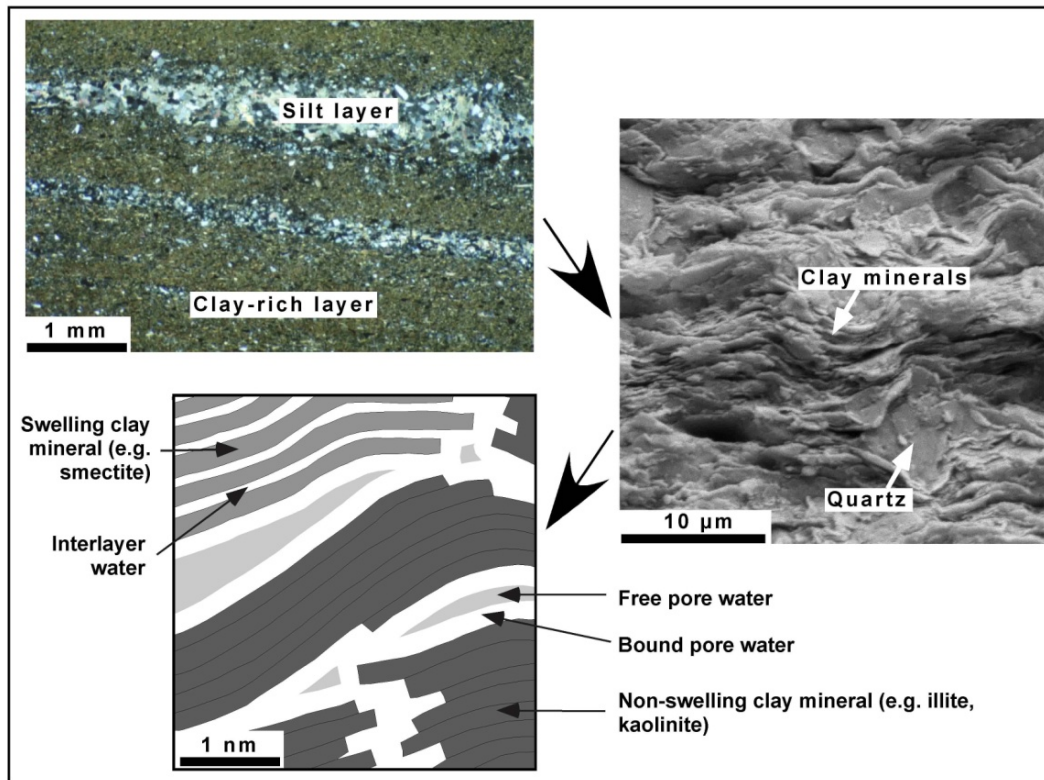 Silt layer
Clay-rich layer
1 mm
Clay minerals
Quartz
10 µm
Swelling clay
mineral (e.g.
smectite)
Interlayer
water
Free pore water
Bound pore water
Non-swelling clay mineral (e.g. illite,
kaolinite)
1 nm